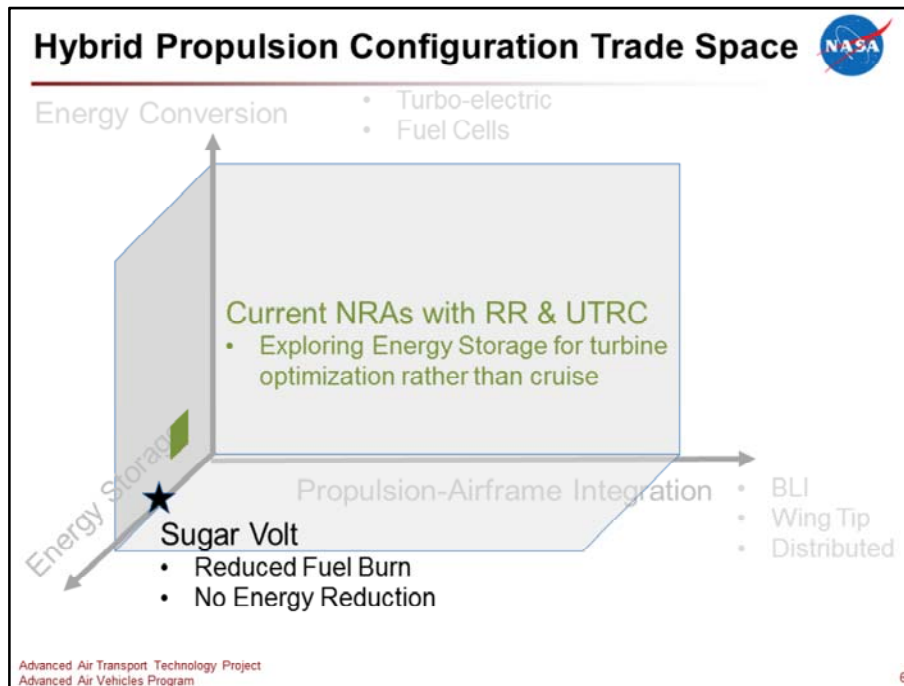 Hybrid Propulsion Configuration Trade Space
NASA
Energy Conversion
• Turbo-electric
• Fuel Cells
Current NRAs with RR & UTRC
• Exploring Energy Storage for turbine
optimization rather than cruise
Energy Storage
Propulsion-Airframe Integration
• BLI
• Wing Tip
• Distributed
Sugar Volt
• Reduced Fuel Burn
• No Energy Reduction
Advanced Air Transport Technology Project
Advanced Air Vehicles Program
6